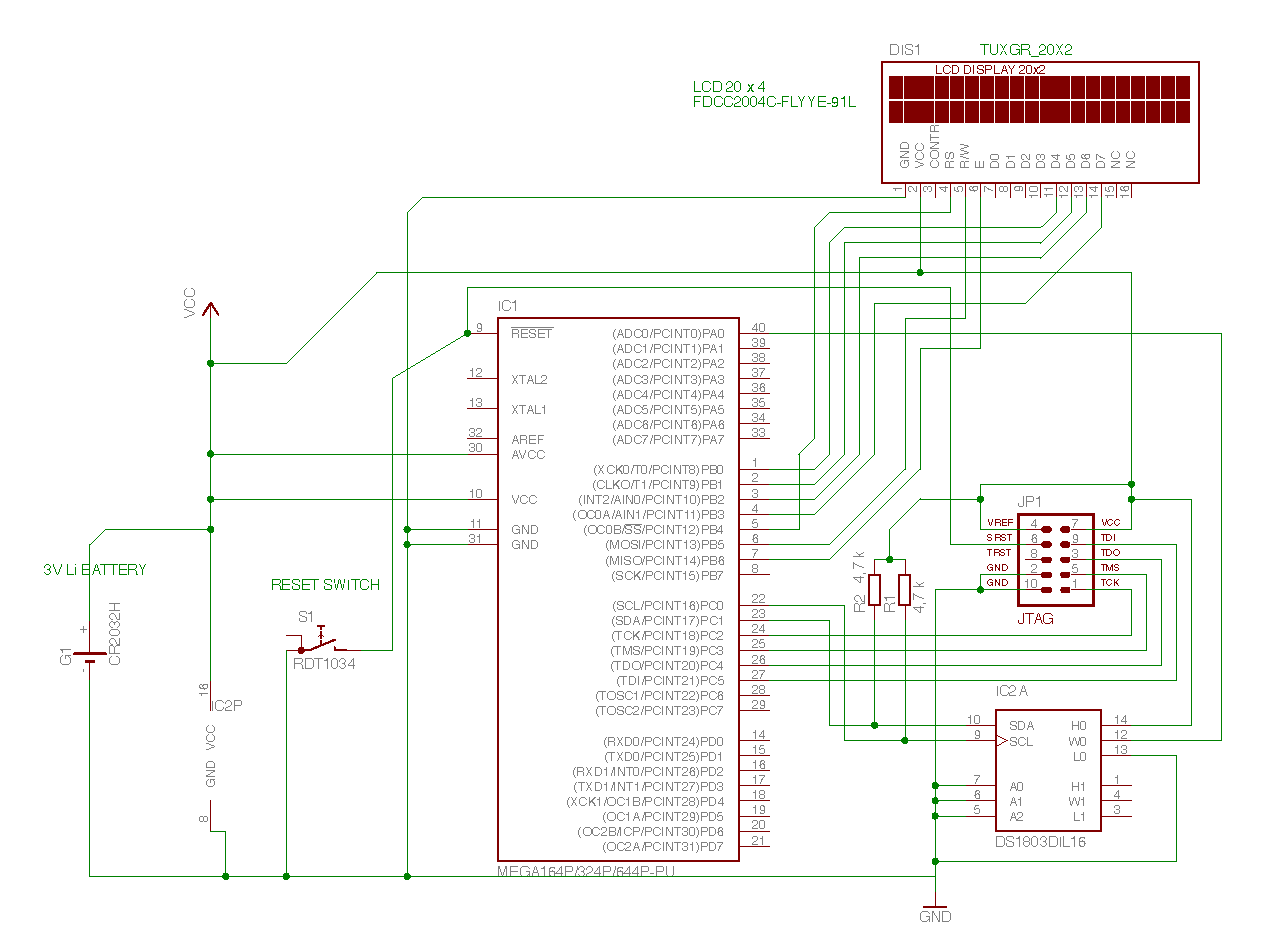 DIS1 TUXGR_20X2
LCD DISPLAY 20x2
LCD 20 x 4
FDCC2004C-FLYYE-91L
GND VCC CONTR RS R/W E D0 D1 D2 D3 D4 D5 D6 D7 NC NC
1 2 3 4 5 6 7 8 9 10 11 12 13 14 15 16
VCC
IC1
9 RESET (ADC0/PCINT0)PA0 40
(ADC1/PCINT1)PA1 39
(ADC2/PCINT2)PA2 38
12 XTAL2 (ADC3/PCINT3)PA3 37
(ADC4/PCINT4)PA4 36
13 XTAL1 (ADC5/PCINT5)PA5 35
(ADC6/PCINT6)PA6 34
32 AREF (ADC7/PCINT7)PA7 33
30 AVCC
(XCK0/T0/PCINT8)PB0 1
(CLKO/T1/PCINT9)PB1 2
10 VCC (INT2/AIN0/PCINT10)PB2 3
(OC0A/AIN1/PCINT11)PB3 4
11 GND (OC0B/SS/PCINT12)PB4 5
31 GND (MOSI/PCINT13)PB5 6
(MISO/PCINT14)PB6 7
(SCK/PCINT15)PB7 8
(SCL/PCINT16)PC0 22
(SDA/PCINT17)PC1 23
(TCK/PCINT18)PC2 24
(TMS/PCINT19)PC3 25
(TDO/PCINT20)PC4 26
(TDI/PCINT21)PC5 27
(TOSC1/PCINT22)PC6 28
(TOSC2/PCINT23)PC7 29
(RXD0/PCINT24)PD0 14
(TXD0/PCINT25)PD1 15
(RXD1/INT0/PCINT26)PD2 16
(TXD1/INT1/PCINT27)PD3 17
(XCK1/OC1B/PCINT28)PD4 18
(OC1A/PCINT29)PD5 19
(OC2B/ICP/PCINT30)PD6 20
(OC2A/PCINT31)PD7 21
MEGA164P/324P/644P-PU
3V Li BATTERY
G1 + - CR2032H
RESET SWITCH
S1
RDT1034
16
IC2P
GND VCC
8
R2 4,7 k
R1 4,7 k
JP1
VREF 4 7 VCC
SRST 6 9 TDI
TRST 8 3 TDO
GND 2 5 TMS
GND 10 1 TCK
JTAG
IC2A
10 SDA H0 14
9 SCL W0 12
L0 13
7 A0 H1 1
6 A1 W1 4
5 A2 L1 3
DS1803DIL16
GND